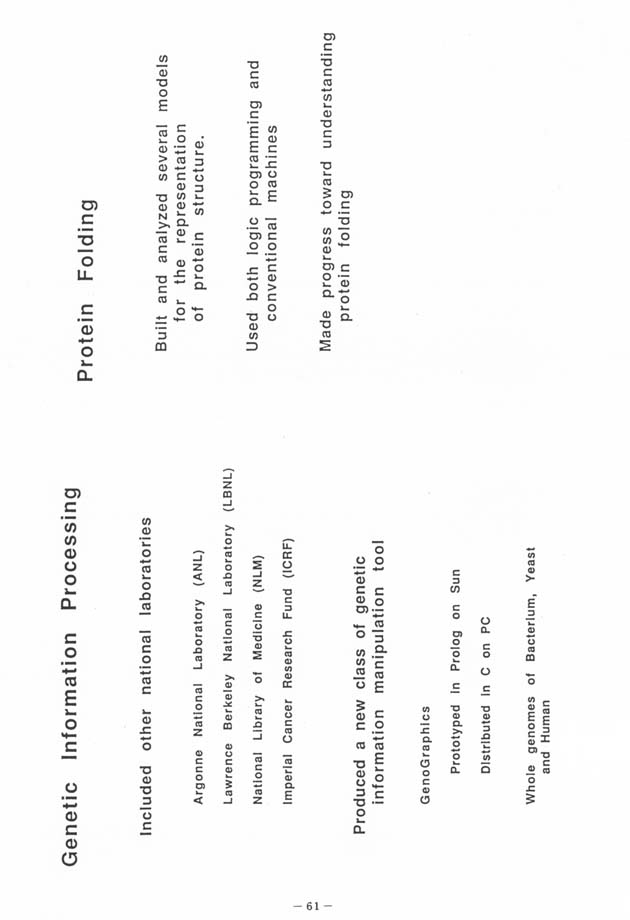 Genetic Information Processing
Included other national laboratories
Argonne National Laboratory (ANL)
Lawrence Berkeley National Laboratory (LBNL)
National Library of Medicine (NLM)
Imperial Cancer Research Fund (ICRF)
Produced a new class of genetic
information manipulation tool
GenoGraphics
Prototyped in Prolog on Sun
Distributed in C on PC
Whole genomes of Bacterium, Yeast
and Human
Protein Folding
Built and analyzed several models
for the representation
of protein structure.
Used both logic programming and
conventional machines
Made progress toward understanding
protein folding
— 61 —